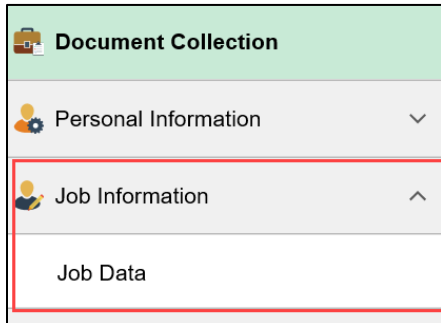 Document Collection
Personal Information
Job Information
Job Data